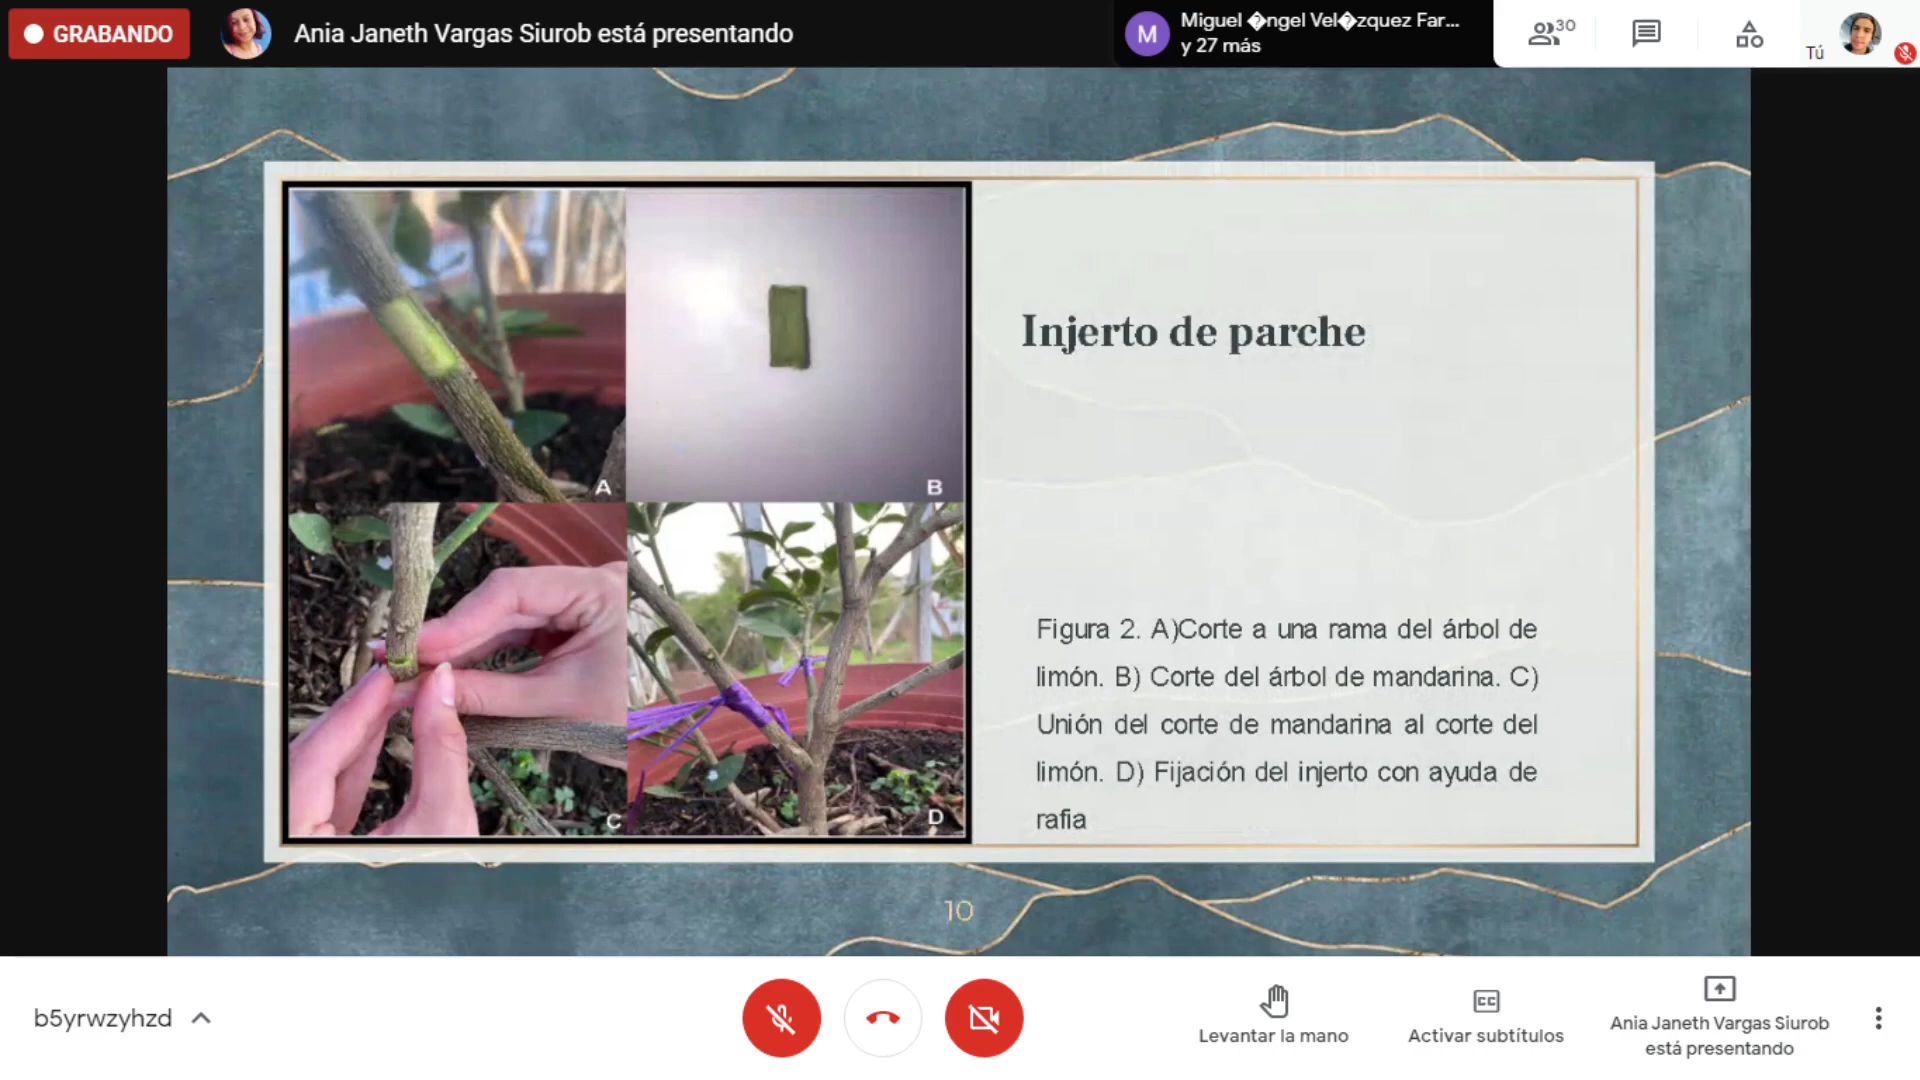 GRABANDO
Ania Janeth Vargas Siurob está presentando
M
Miguel �ngel Vel�zquez Far...
y 27 más
30
Tú
A
B
C
D
Injerto de parche
Figura 2. A)Corte a una rama del árbol de
limón. B) Corte del árbol de mandarina. C)
Unión del corte de mandarina al corte del
limón. D) Fijación del injerto con ayuda de
rafia
10
b5yrwzyhzd
Levantar la mano
CC
Activar subtítulos
Ania Janeth Vargas Siurob
está presentando